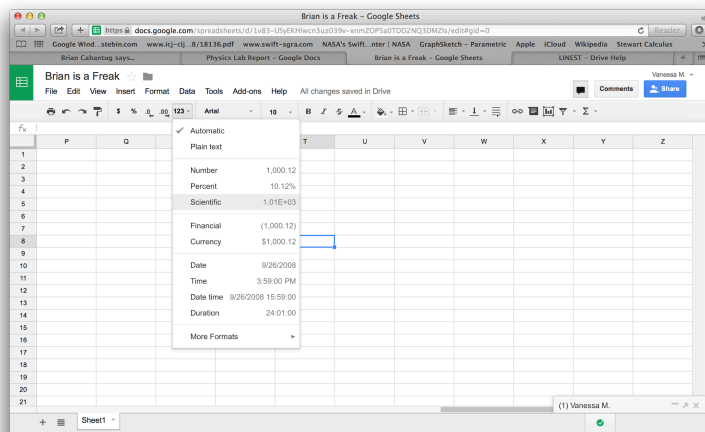 Brian is a Freak – Google Sheets
https docs.google.com/spreadsheets/d/1v83-USyEKHlwcn3uz039v-xnmZOP5a0TDD2NQ3DMZIs/edit#gid=0 Reader
Google Wind...stebin.com www.icj-cij...8/18136.pdf www.swift-sgra.com NASA's Swift...nter | NASA GraphSketch - Parametric Apple iCloud Wikipedia Stewart Calculus
Brian Cabantug says... Physics Lab Report – Google Docs Brian is a Freak – Google Sheets LINEST – Drive Help
Brian is a Freak Vanessa M.
File Edit View Insert Format Data Tools Add-ons Help All changes saved in Drive Comments Share
$ % .0 .00 123 Arial 10 B I S A Σ
fx
P Q T U V W X Y Z
1
2
3
4
5
6
7
8
9
10
11
12
13
14
15
16
17
18
19
20
21
Automatic
Plain text
Number 1,000.12
Percent 10.12%
Scientific 1.01E+03
Financial (1,000.12)
Currency $1,000.12
Date 9/26/2008
Time 3:59:00 PM
Date time 9/26/2008 15:59:00
Duration 24:01:00
More Formats
(1) Vanessa M.
Sheet1